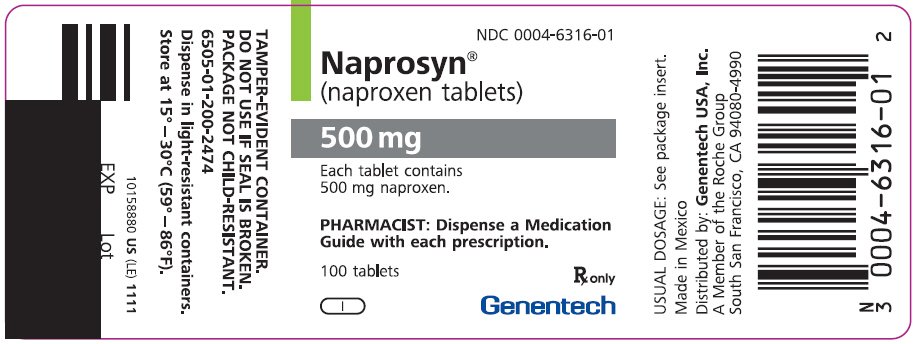 TAMPER-EVIDENT CONTAINER.
DO NOT USE IF SEAL IS BROKEN.
PACKAGE NOT CHILD-RESISTANT.
6505-01-200-2474
Dispense in light-resistant containers.
Store at 15° – 30°C (59° – 86°F).
10158880 US (LE) 1111
EXP Lot
NDC 0004-6316-01
Naprosyn®
(naproxen tablets)
500 mg
Each tablet contains
500 mg naproxen.
PHARMACIST: Dispense a Medication
Guide with each prescription.
100 tablets
℞ only
Genentech
USUAL DOSAGE: See package insert.
Made in Mexico
Distributed by: Genentech USA, Inc.
A Member of the Roche Group
South San Francisco, CA 94080-4990
N
3 0004-6316-01 2